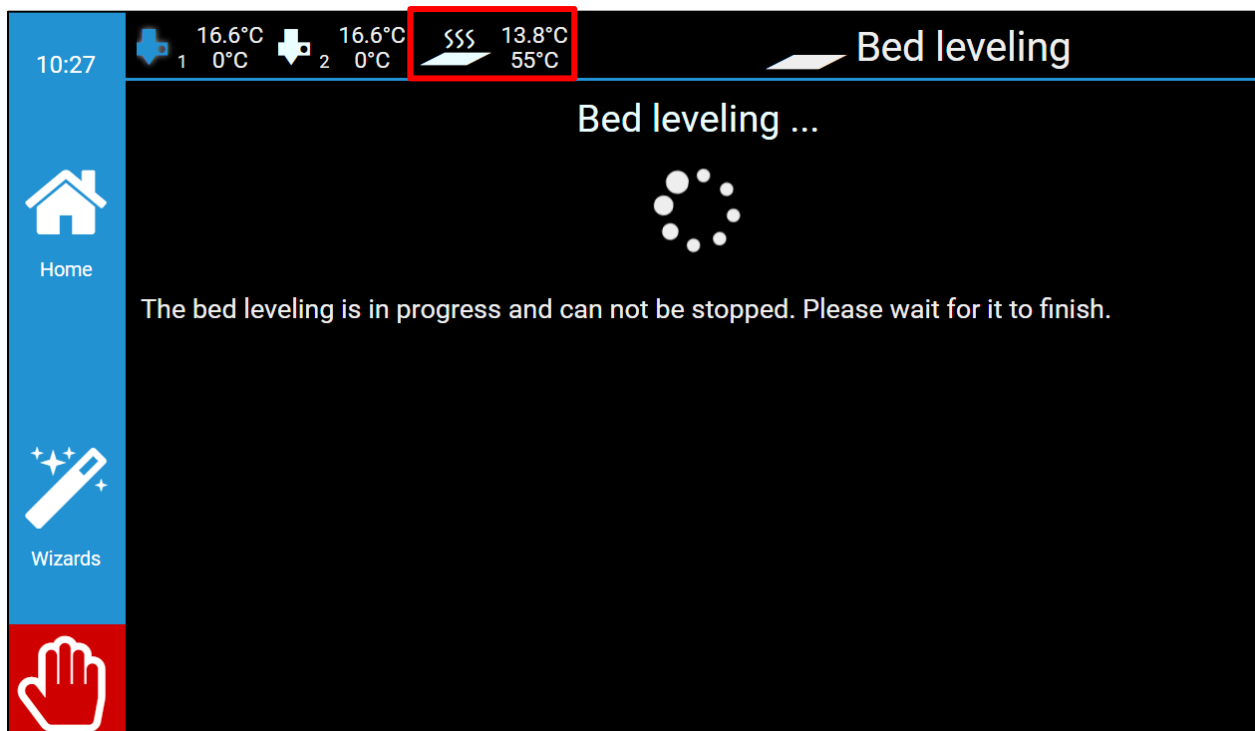 10:27
1 16.6°C 2 16.6°C 13.8°C
0°C 0°C 55°C
Bed leveling
Bed leveling ...
Home
The bed leveling is in progress and can not be stopped. Please wait for it to finish.
Wizards